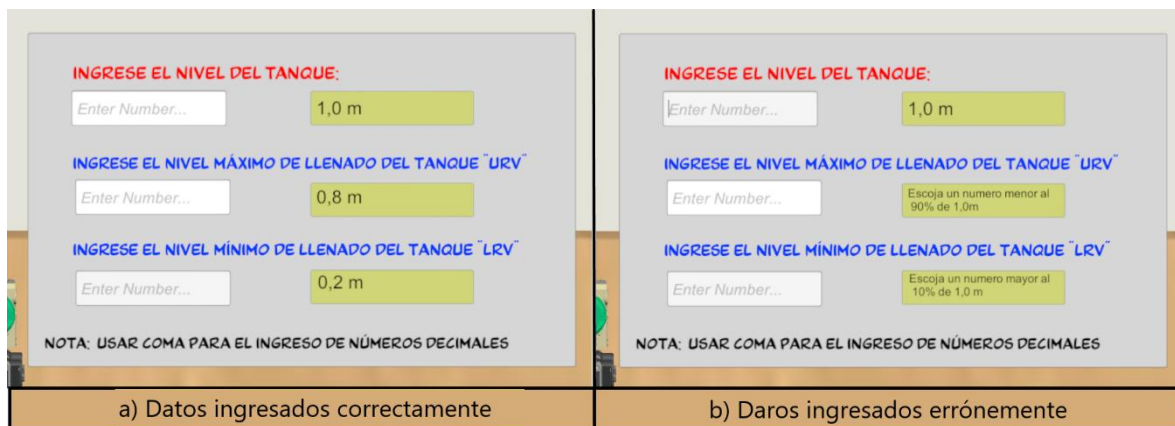 INGRESE EL NIVEL DEL TANQUE:
Enter Number...
1,0 m
INGRESE EL NIVEL MÁXIMO DE LLENADO DEL TANQUE ¨URV¨
Enter Number...
0,8 m
INGRESE EL NIVEL MÍNIMO DE LLENADO DEL TANQUE ¨LRV¨
Enter Number...
0,2 m
NOTA: USAR COMA PARA EL INGRESO DE NÚMEROS DECIMALES
a) Datos ingresados correctamente
INGRESE EL NIVEL DEL TANQUE:
Enter Number...
1,0 m
INGRESE EL NIVEL MÁXIMO DE LLENADO DEL TANQUE ¨URV¨
Enter Number...
Escoja un numero menor al
90% de 1,0m
INGRESE EL NIVEL MÍNIMO DE LLENADO DEL TANQUE ¨LRV¨
Enter Number...
Escoja un numero mayor al
10% de 1,0 m
NOTA: USAR COMA PARA EL INGRESO DE NÚMEROS DECIMALES
b) Daros ingresados errónemente